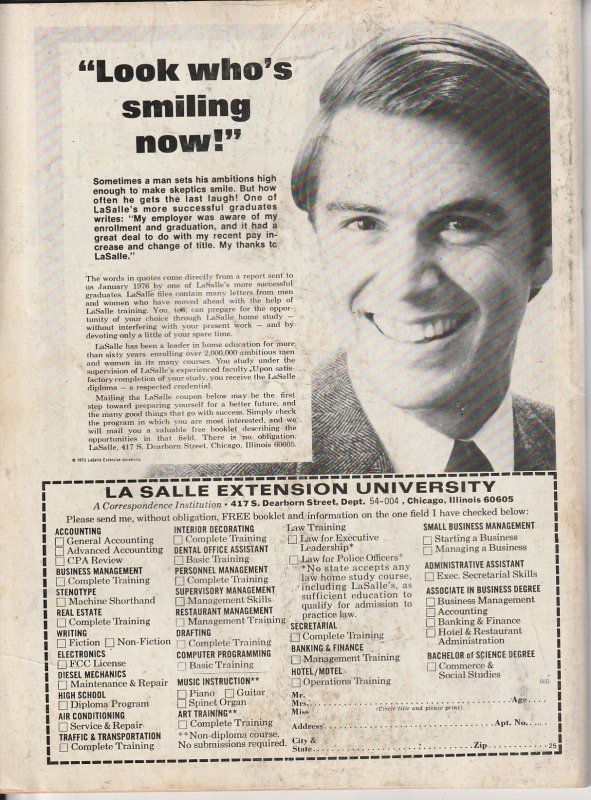 “Look who’s
smiling
now!”
Sometimes a man sets his ambitions high
enough to make skeptics smile. But how
often he gets the last laugh! One of
LaSalle's more successful graduates
writes: "My employer was aware of my
enrollment and graduation, and it had a
great deal to do with my recent pay in-
crease and change of title. My thanks to
LaSalle."
The words in quotes come directly from a report sent to
us January 1976 by one of LaSalle's more successful
graduates. LaSalle files contain many letters from men
and women who have moved ahead with the help of
LaSalle training. You, too, can prepare for the oppor-
tunity of your choice through LaSalle home study —
without interfering with your present work — and by
devoting only a little of your spare time.
LaSalle has been a leader in home education for more
than sixty years, enrolling over 2,000,000 ambitious men
and women in its many courses. You study under the
supervision of LaSalle's experienced faculty. Upon satis-
factory completion of your study, you receive the LaSalle
diploma — a respected credential.
Mailing the LaSalle coupon below may be the first
step toward preparing yourself for a better future, and
the many good things that go with success. Simply check
the program in which you are most interested, and we
will mail you a valuable free booklet describing the
opportunities in that field. There is no obligation.
LaSalle, 417 S. Dearborn Street, Chicago, Illinois 60605.
LaSalle Extension University
LA SALLE EXTENSION UNIVERSITY
A Correspondence Institution • 417 S. Dearborn Street, Dept. 54-004, Chicago, Illinois 60605
Please send me, without obligation, FREE booklet and information on the one field I have checked below:
ACCOUNTING
General Accounting
Advanced Accounting
CPA Review
BUSINESS MANAGEMENT
Complete Training
STENOTYPE
Machine Shorthand
REAL ESTATE
Complete Training
WRITING
Fiction Non-Fiction
ELECTRONICS
FCC License
DIESEL MECHANICS
Maintenance & Repair
HIGH SCHOOL
Diploma Program
AIR CONDITIONING
Service & Repair
TRAFFIC & TRANSPORTATION
Complete Training
INTERIOR DECORATING
Complete Training
DENTAL OFFICE ASSISTANT
Basic Training
PERSONNEL MANAGEMENT
Complete Training
SUPERVISORY MANAGEMENT
Management Skills
RESTAURANT MANAGEMENT
Management Training
DRAFTING
Complete Training
COMPUTER PROGRAMMING
Basic Training
MUSIC INSTRUCTION**
Piano Guitar
Spinet Organ
ART TRAINING**
Complete Training
**Non-diploma course.
No submissions required.
Law Training
Law for Executive
Leadership*
Law for Police Officers*
*No state accepts any
law home study course,
including LaSalle's, as
sufficient education to
qualify for admission to
practice law.
SECRETARIAL
Complete Training
BANKING & FINANCE
Management Training
HOTEL/MOTEL
Operations Training
SMALL BUSINESS MANAGEMENT
Starting a Business
Managing a Business
ADMINISTRATIVE ASSISTANT
Exec. Secretarial Skills
ASSOCIATE IN BUSINESS DEGREE
Business Management
Accounting
Banking & Finance
Hotel & Restaurant
Administration
BACHELOR OF SCIENCE DEGREE
Commerce &
Social Studies
Mr.
Mrs. Age
Miss (Circle title and please print)
Address Apt. No.
City &
State Zip 25